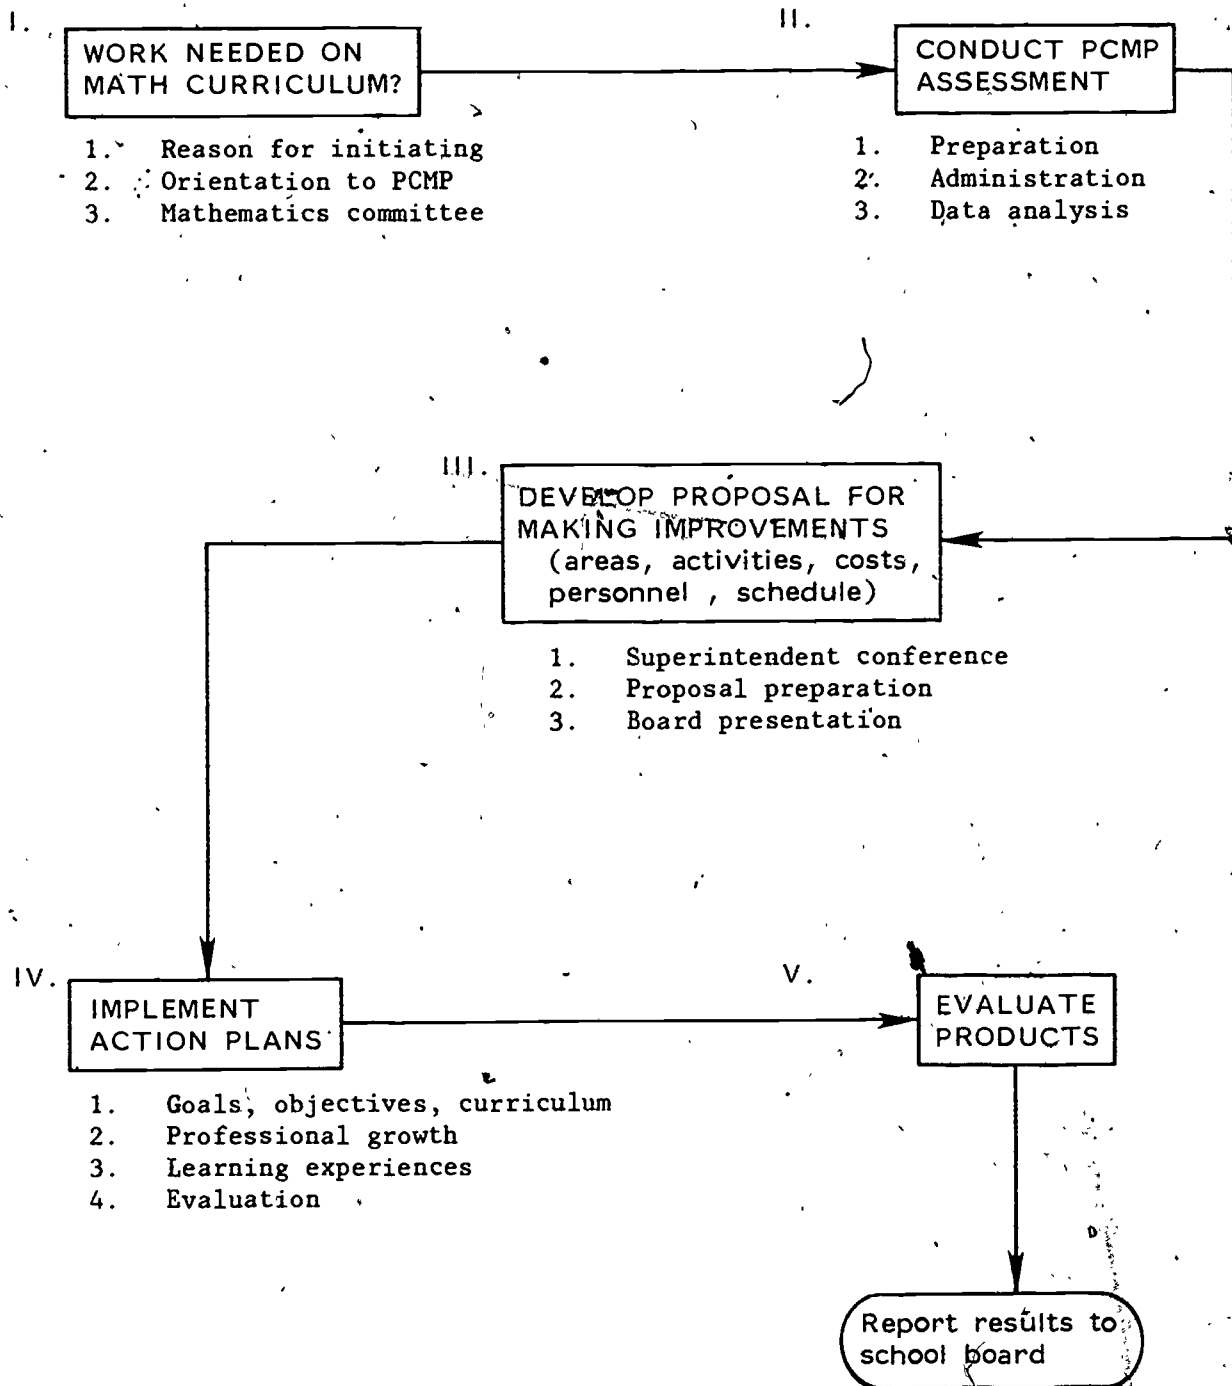 I.
WORK NEEDED ON
MATH CURRICULUM?
1. Reason for initiating
2. Orientation to PCMP
3. Mathematics committee
II.
CONDUCT PCMP
ASSESSMENT
1. Preparation
2. Administration
3. Data analysis
III.
DEVELOP PROPOSAL FOR
MAKING IMPROVEMENTS
(areas, activities, costs,
personnel , schedule)
1. Superintendent conference
2. Proposal preparation
3. Board presentation
IV.
IMPLEMENT
ACTION PLANS
1. Goals, objectives, curriculum
2. Professional growth
3. Learning experiences
4. Evaluation
V.
EVALUATE
PRODUCTS
Report results to
school board